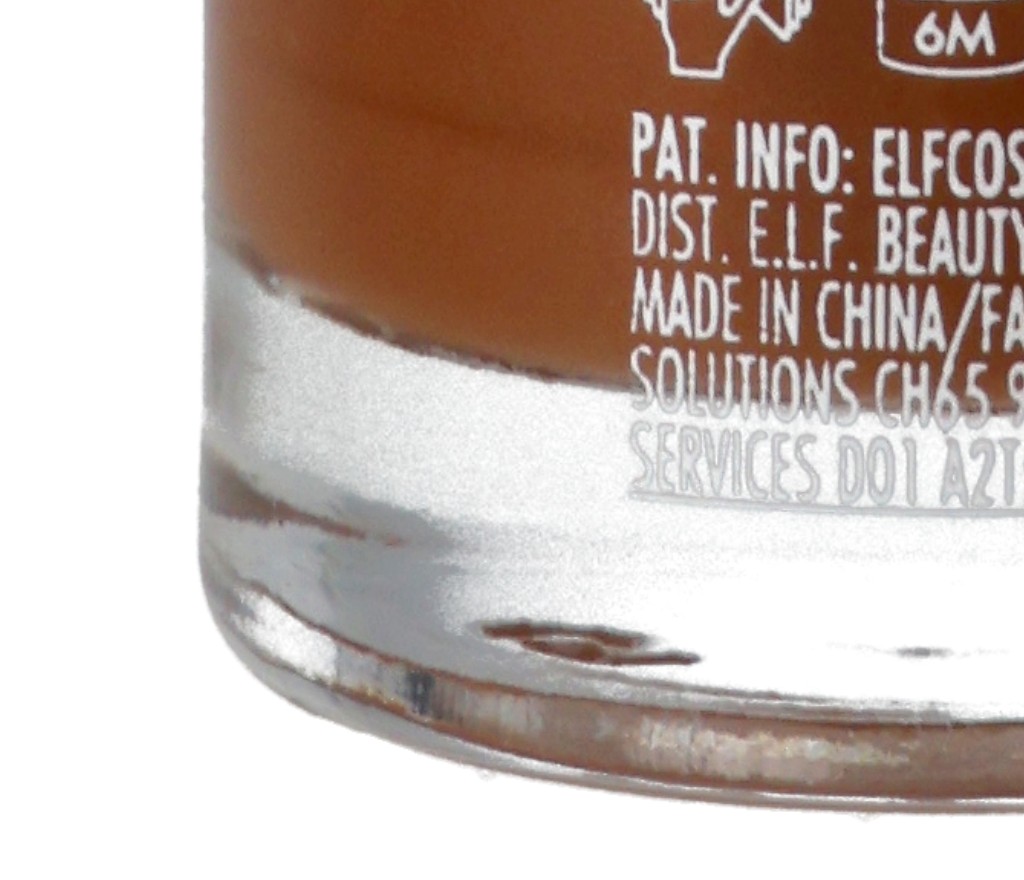 6M
PAT. INFO: ELFCOS
DIST. E.L.F. BEAUTY
MADE IN CHINA/FA
SOLUTIONS CH65 9
SERVICES D01 A2T